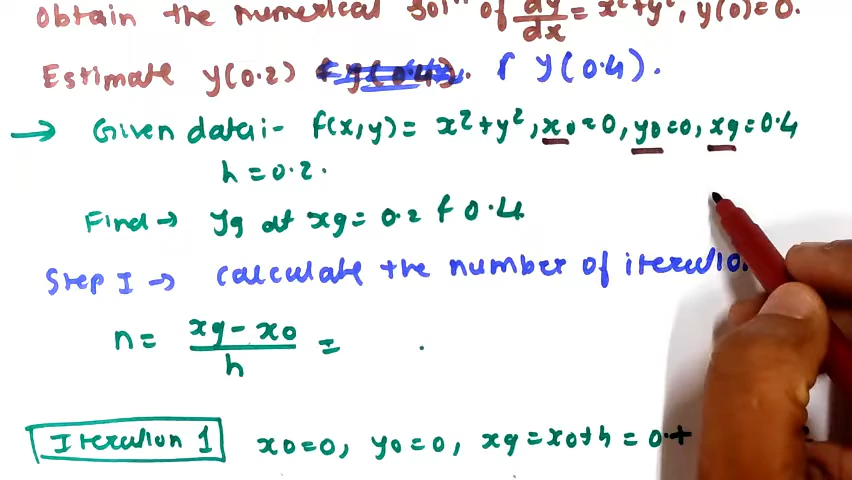 obtain the numerical sol^n of dy/dx = x²+y², y(0)=0.
Estimate y(0.2) & y(0.4).
→ Given data:- f(x,y) = x²+y², x0=0, y0=0, xg=0.4
h=0.2.
Find → yg at xg= 0.2 & 0.4
Step I → calculate the number of
n= xg-x0/h =
Iteration 1 x0=0, y0=0, xg=x0+h = 0.+